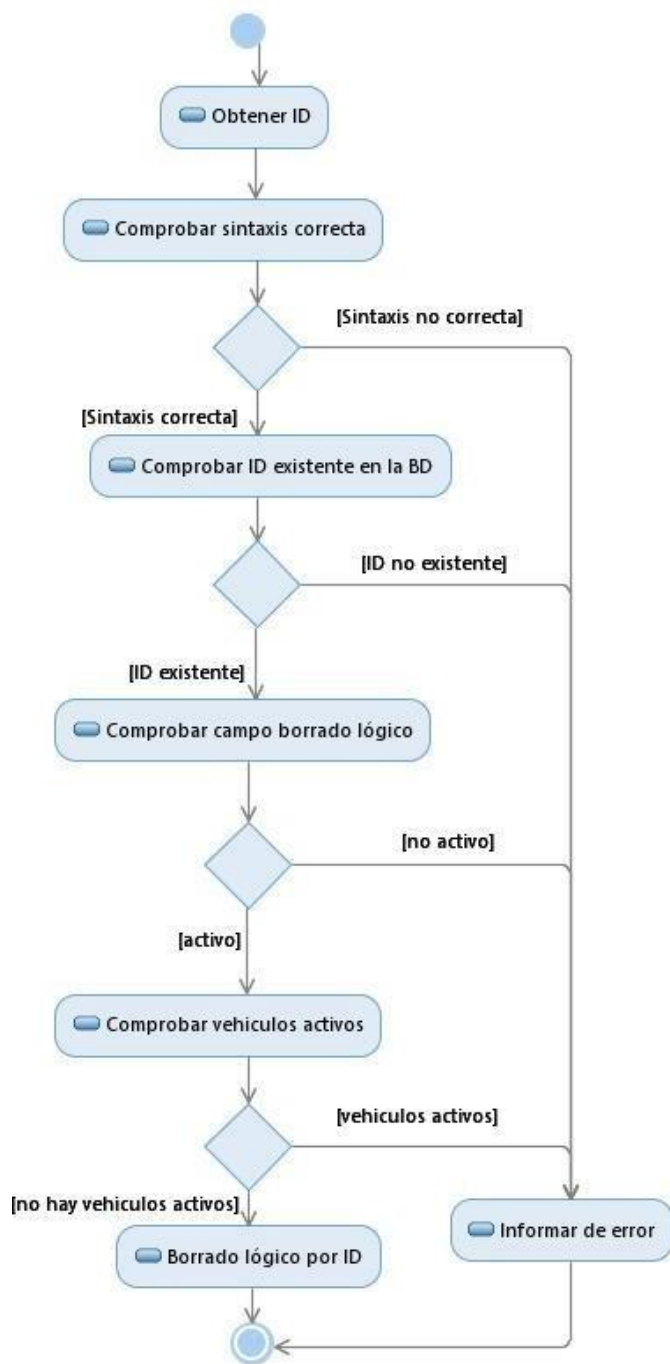 Obtener ID
Comprobar sintaxis correcta
[Sintaxis no correcta]
[Sintaxis correcta]
Comprobar ID existente en la BD
[ID no existente]
[ID existente]
Comprobar campo borrado lógico
[no activo]
[activo]
Comprobar vehiculos activos
[vehiculos activos]
[no hay vehiculos activos]
Informar de error
Borrado lógico por ID